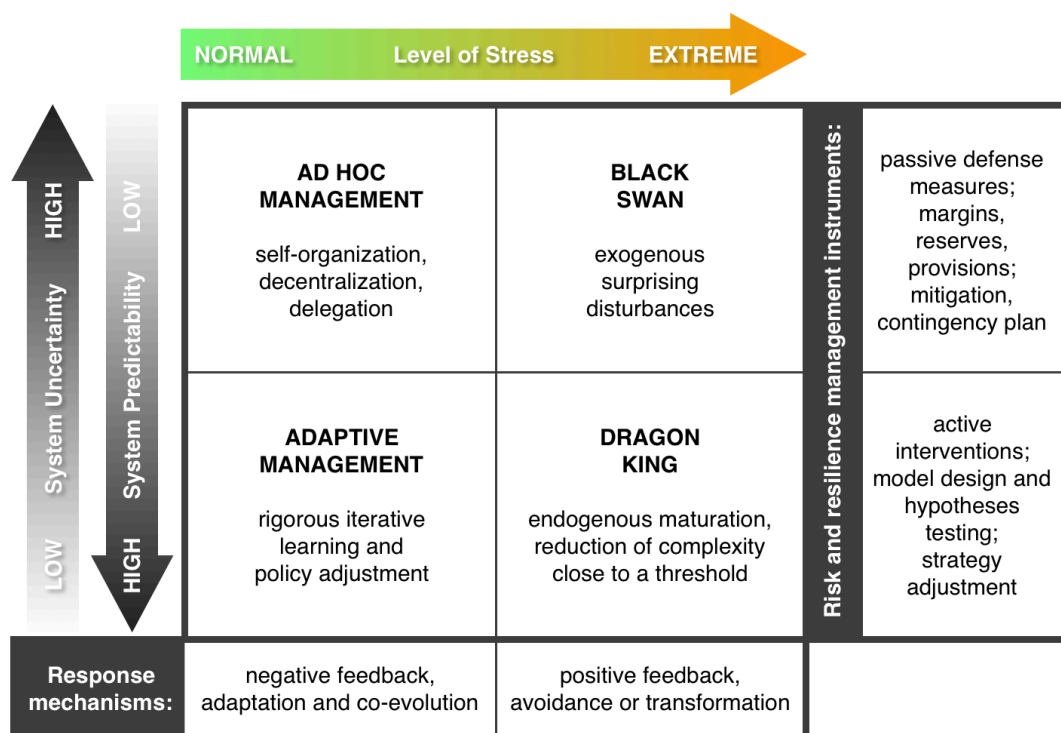 NORMAL Level of Stress EXTREME
HIGH
System Uncertainty
LOW
LOW
System Predictability
HIGH
AD HOC
MANAGEMENT
self-organization,
decentralization,
delegation
BLACK
SWAN
exogenous
surprising
disturbances
Risk and resilience management instruments:
passive defense
measures;
margins,
reserves,
provisions;
mitigation,
contingency plan
ADAPTIVE
MANAGEMENT
rigorous iterative
learning and
policy adjustment
DRAGON
KING
endogenous maturation,
reduction of complexity
close to a threshold
active
interventions;
model design and
hypotheses
testing;
strategy
adjustment
Response
mechanisms:
negative feedback,
adaptation and co-evolution
positive feedback,
avoidance or transformation